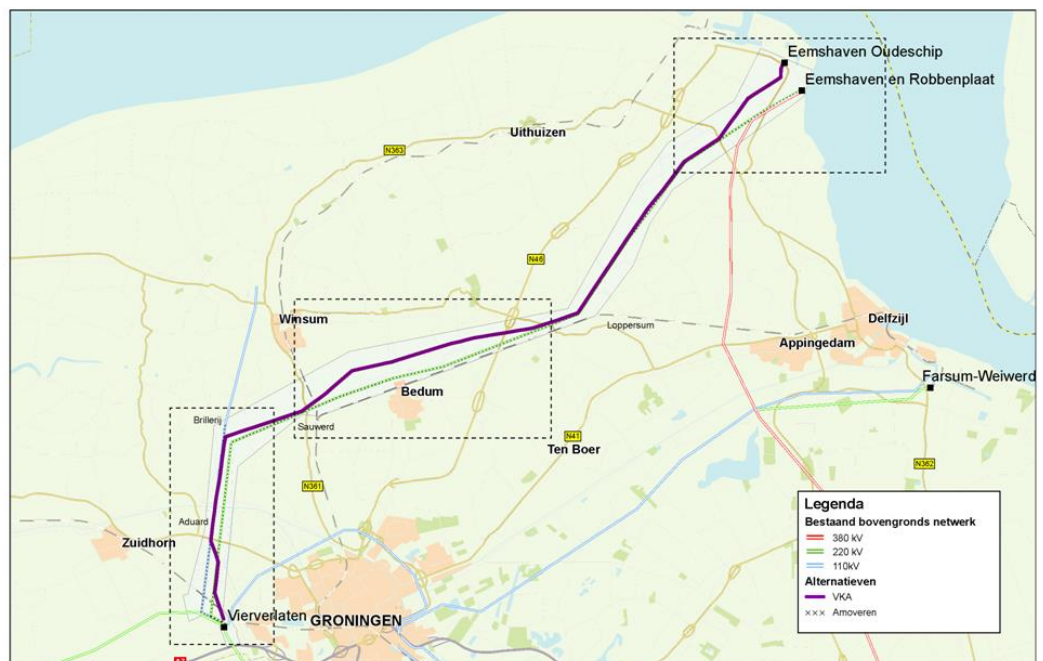 Eemshaven Oudeschip
Eemshaven en Robbenplaat
Uithuizen
N363
N46
Winsum
Loppersum
Delfzijl
Appingedam
Bedum
Farsum-Weiwerd
Brillerij
Sauwerd
N41
Ten Boer
N362
N361
Aduard
Zuidhorn
Legenda
Bestaand bovengronds netwerk
380 kV
220 kV
110kV
Alternatieven
VKA
Amoveren
Vierverlaten
GRONINGEN